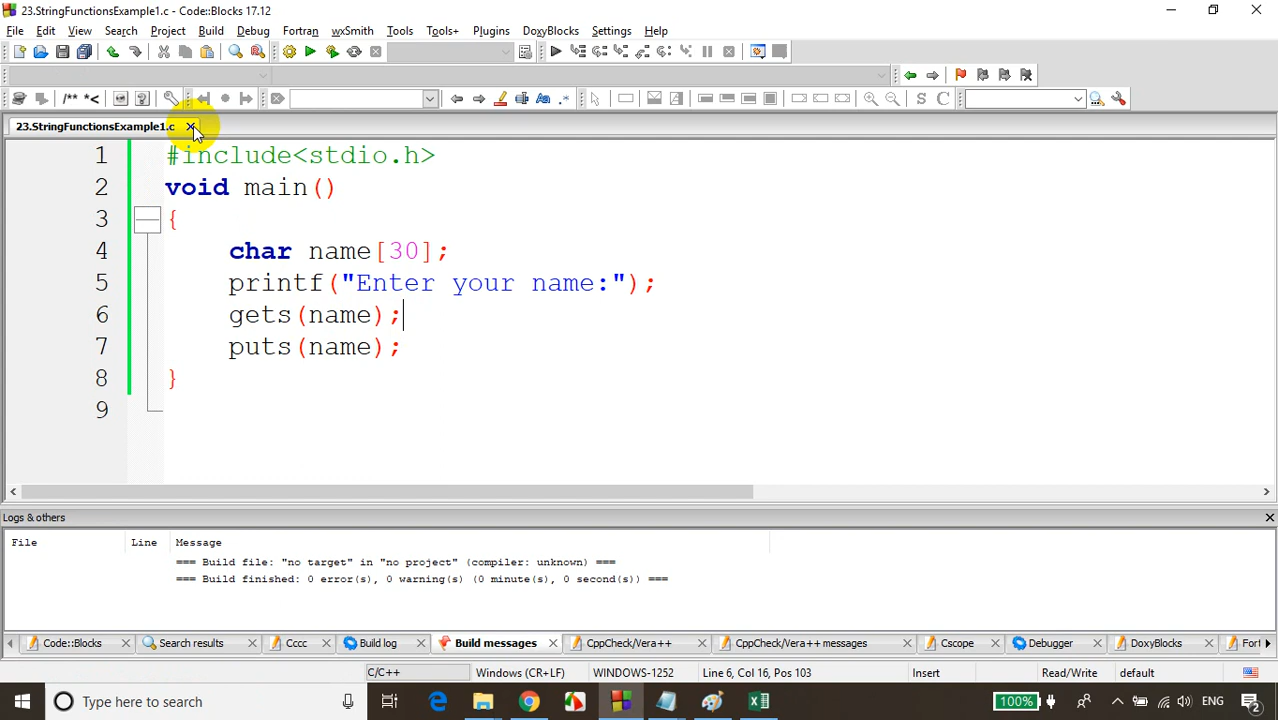 23.StringFunctionsExample1.c - Code::Blocks 17.12
File Edit View Search Project Build Debug Fortran wxSmith Tools Tools+ Plugins DoxyBlocks Settings Help
/** *< Aa .* S C
23.StringFunctionsExample1.c
1 #include<stdio.h>
2 void main()
3 {
4 char name[30];
5 printf("Enter your name:");
6 gets(name);
7 puts(name);
8 }
9
Logs & others
File Line Message
=== Build file: "no target" in "no project" (compiler: unknown) ===
=== Build finished: 0 error(s), 0 warning(s) (0 minute(s), 0 second(s)) ===
Code::Blocks Search results Cccc Build log Build messages CppCheck/Vera++ CppCheck/Vera++ messages Cscope Debugger DoxyBlocks Fort
C/C++ Windows (CR+LF) WINDOWS-1252 Line 6, Col 16, Pos 103 Insert Read/Write default
Type here to search 100% ENG 2